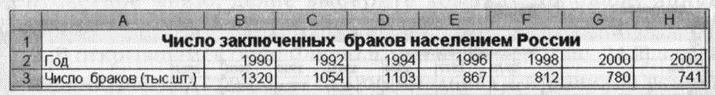 A B C D E F G H
1 Число заключенных браков населением России
2 Год 1990 1992 1994 1996 1998 2000 2002
3 Число браков (тыс.шт.) 1320 1054 1103 867 812 780 741